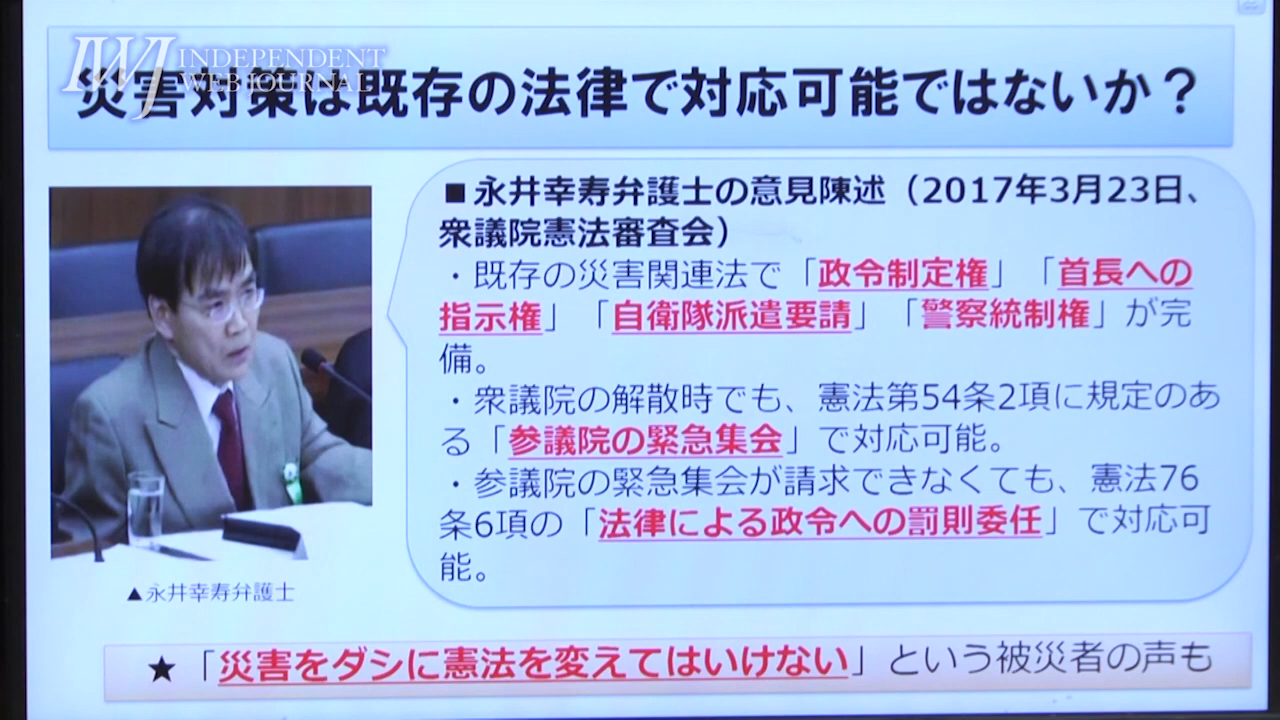 IWJ INDEPENDENT
WEB JOURNAL
災害対策は既存の法律で対応可能ではないか？
■永井幸寿弁護士の意見陳述（2017年3月23日、
衆議院憲法審査会）
・既存の災害関連法で「政令制定権」「首長への
指示権」「自衛隊派遣要請」「警察統制権」が完
備。
・衆議院の解散時でも、憲法第54条2項に規定のあ
る「参議院の緊急集会」で対応可能。
・参議院の緊急集会が請求できなくても、憲法76
条6項の「法律による政令への罰則委任」で対応可
能。
▲永井幸寿弁護士
★「災害をダシに憲法を変えてはいけない」という被災者の声も